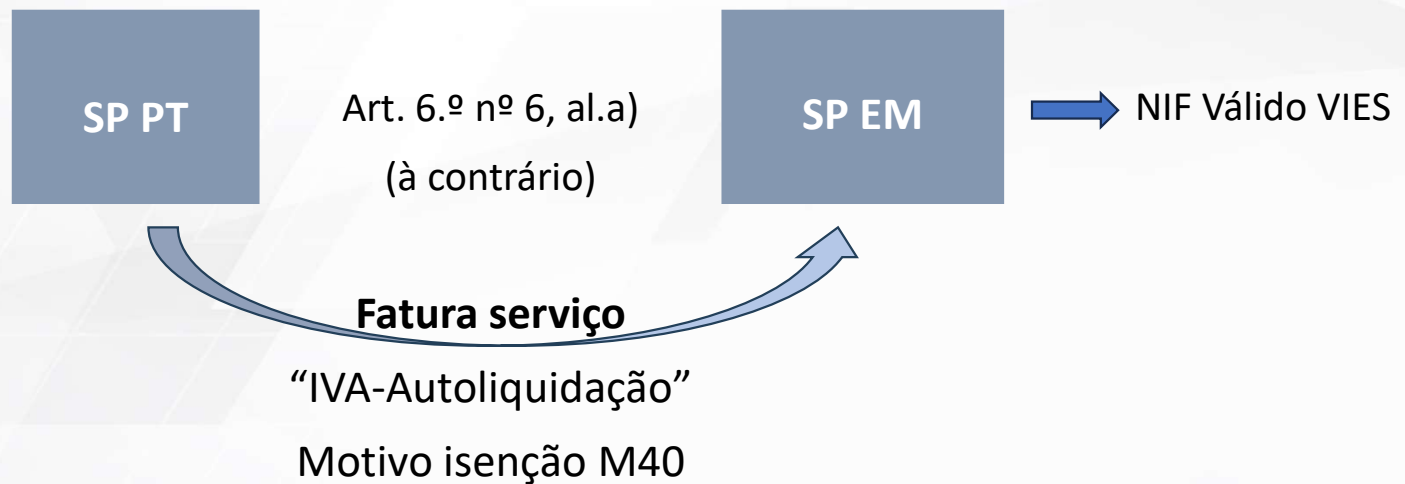 SP PT
Art. 6.º nº 6, al.a)
(à contrário)
SP EM
NIF Válido VIES
Fatura serviço
“IVA-Autoliquidação”
Motivo isenção M40